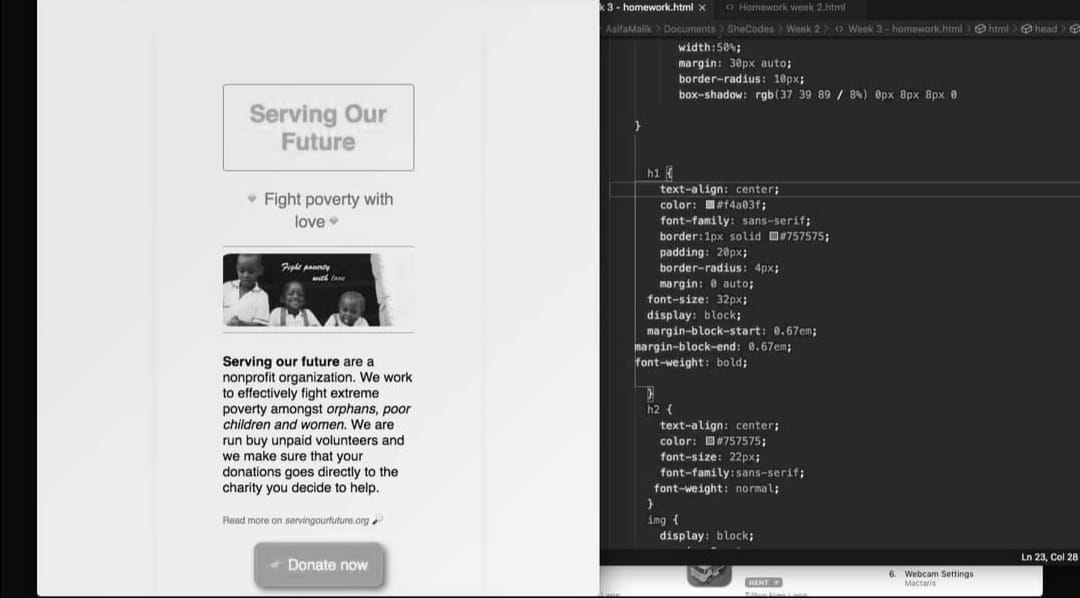 Serving Our
Future
Fight poverty with
love
Fight poverty
with love
Serving our future are a
nonprofit organization. We work
to effectively fight extreme
poverty amongst orphans, poor
children and women. We are
run buy unpaid volunteers and
we make sure that your
donations goes directly to the
charity you decide to help.
Read more on servingourfuture.org
Donate now
k 3 - homework.html × <> Homework week 2.html
AsifaMalik > Documents > SheCodes > Week 2 > <> Week 3 - homework.html > html > head >
width:50%;
margin: 30px auto;
border-radius: 10px;
box-shadow: rgb(37 39 89 / 8%) 0px 8px 8px 0
}
h1 {
text-align: center;
color: #f4a03f;
font-family: sans-serif;
border:1px solid #757575;
padding: 20px;
border-radius: 4px;
margin: 0 auto;
font-size: 32px;
display: block;
margin-block-start: 0.67em;
margin-block-end: 0.67em;
font-weight: bold;
}
h2 {
text-align: center;
color: #757575;
font-size: 22px;
font-family:sans-serif;
font-weight: normal;
}
img {
display: block;
Ln 23, Col 28
HENT
6. Webcam Settings
Mactaris